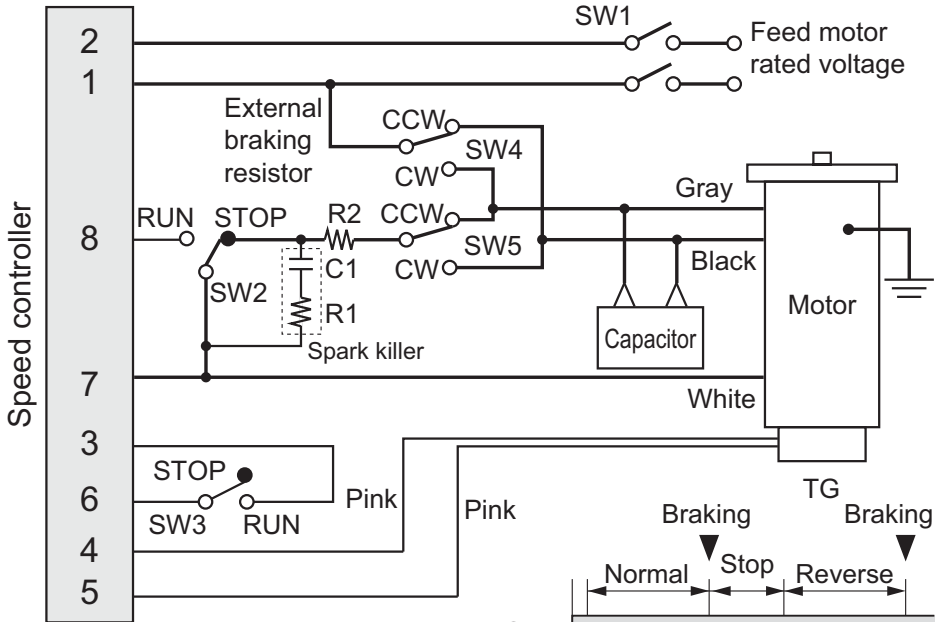 SW1
2
Feed motor
rated voltage
1
External
braking
resistor
CCW
SW4
CW
Gray
Speed controller
RUN STOP R2 CCW
8
SW5
Black
SW2
C1
CW
R1
Motor
Capacitor
Spark killer
7
White
3
STOP
6
Pink
Pink
TG
SW3 RUN
Braking
Braking
4
Normal
Stop
Reverse
5